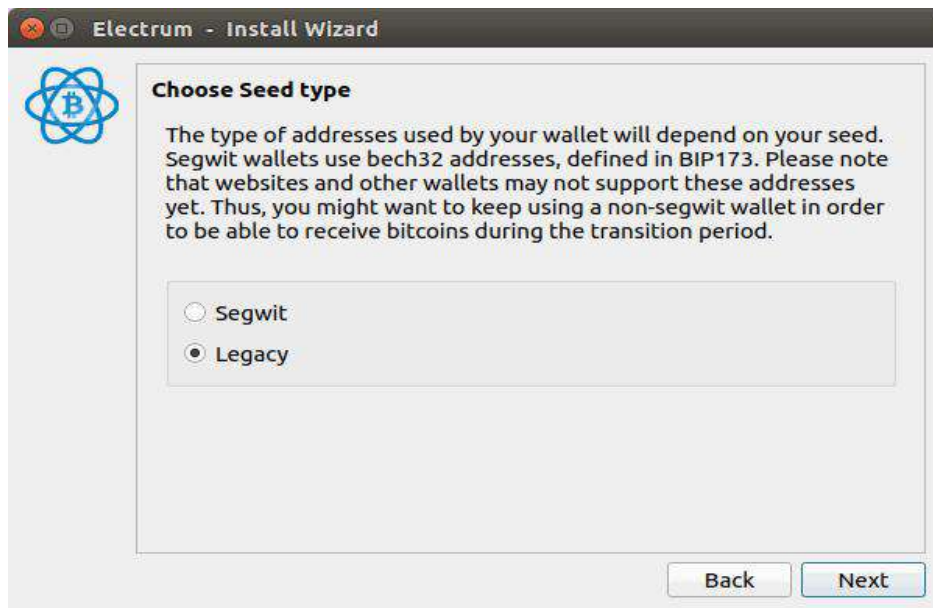 Electrum - Install Wizard
Choose Seed type
The type of addresses used by your wallet will depend on your seed.
Segwit wallets use bech32 addresses, defined in BIP173. Please note
that websites and other wallets may not support these addresses
yet. Thus, you might want to keep using a non-segwit wallet in order
to be able to receive bitcoins during the transition period.
Segwit
Legacy
Back Next